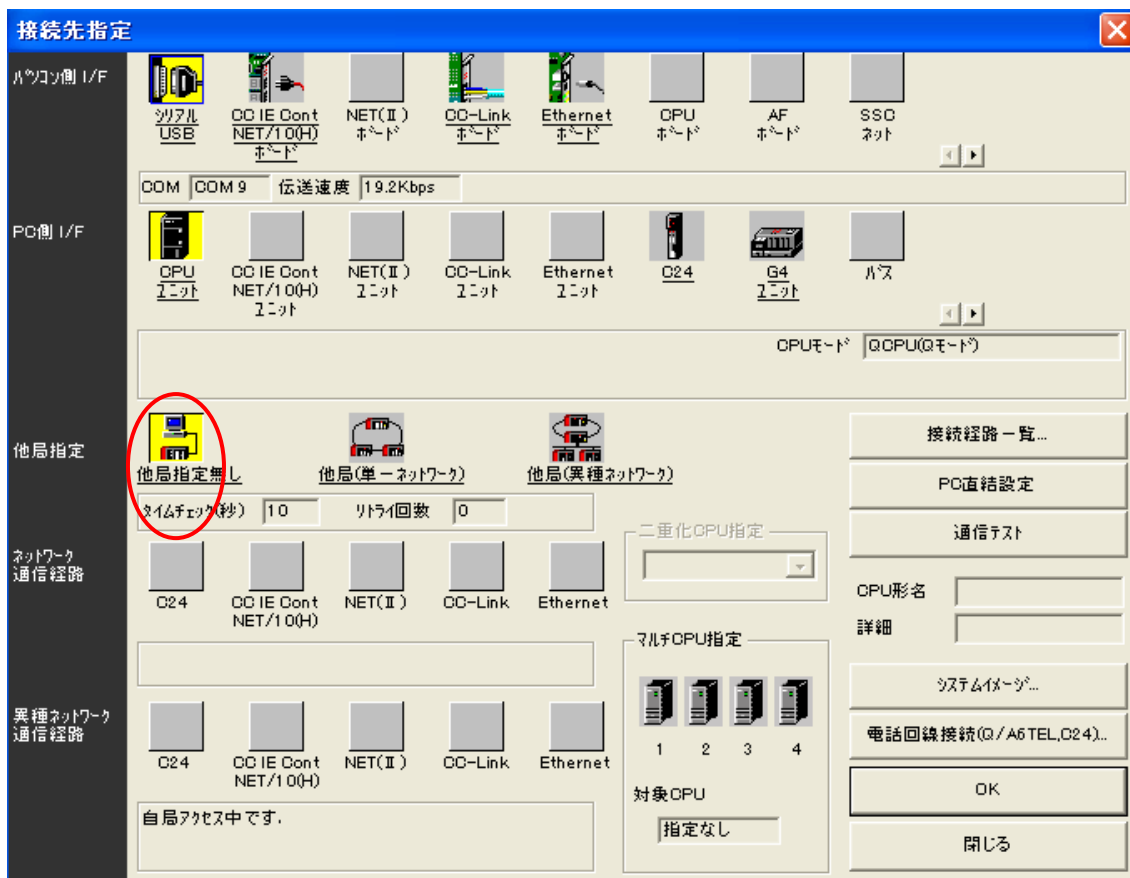 接続先指定
ﾊﾟｿｺﾝ側 I/F
ｼﾘｱﾙ
USB
CC IE Cont
NET/10(H)
ﾎﾞｰﾄﾞ
NET(Ⅱ)
ﾎﾞｰﾄﾞ
CC-Link
ﾎﾞｰﾄﾞ
Ethernet
ﾎﾞｰﾄﾞ
CPU
ﾎﾞｰﾄﾞ
AF
ﾎﾞｰﾄﾞ
SSC
ﾈｯﾄ
COM COM 9 伝送速度 19.2Kbps
PC側 I/F
CPU
ﾕﾆｯﾄ
CC IE Cont
NET/10(H)
ﾕﾆｯﾄ
NET(Ⅱ)
ﾕﾆｯﾄ
CC-Link
ﾕﾆｯﾄ
Ethernet
ﾕﾆｯﾄ
C24
G4
ﾕﾆｯﾄ
ﾊﾞｽ
CPUﾓｰﾄﾞ QCPU(Qﾓｰﾄﾞ)
他局指定
他局指定無し
他局(単一ﾈｯﾄﾜｰｸ)
他局(異種ﾈｯﾄﾜｰｸ)
ﾀｲﾑﾁｪｯｸ(秒) 10 ﾘﾄﾗｲ回数 0
接続経路一覧...
PC直結設定
通信ﾃｽﾄ
二重化CPU指定
CPU形名
詳細
ﾈｯﾄﾜｰｸ
通信経路
C24
CC IE Cont
NET/10(H)
NET(Ⅱ)
CC-Link
Ethernet
ﾏﾙﾁCPU指定
1 2 3 4
対象CPU
指定なし
ｼｽﾃﾑｲﾒｰｼﾞ...
電話回線接続(Q/A6TEL,C24)...
OK
閉じる
異種ﾈｯﾄﾜｰｸ
通信経路
C24
CC IE Cont
NET/10(H)
NET(Ⅱ)
CC-Link
Ethernet
自局ｱｸｾｽ中です.